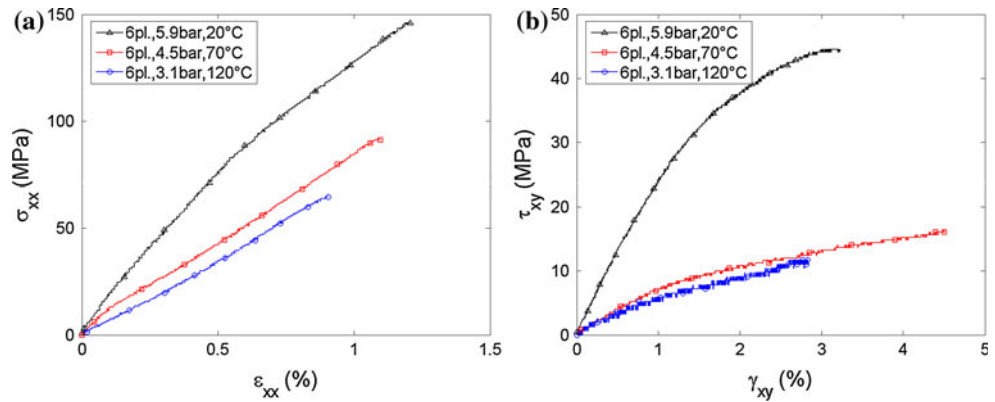 (a)
150
100
50
0
σxx (MPa)
6pl.,5.9bar,20°C
6pl.,4.5bar,70°C
6pl.,3.1bar,120°C
0
0.5
1
1.5
εxx (%)
(b)
50
40
30
20
10
0
τxy (MPa)
6pl.,5.9bar,20°C
6pl.,4.5bar,70°C
6pl.,3.1bar,120°C
0
1
2
3
4
5
γxy (%)